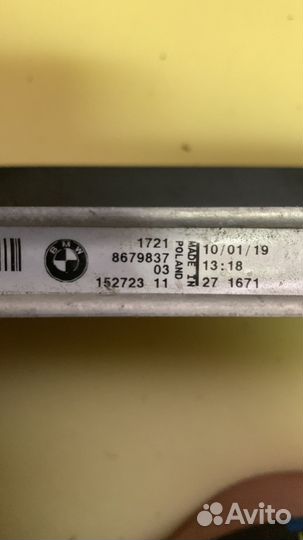 BMW
1721
8679837
03
152723 11
MADE IN
POLAND
10/01/19
13:18
27 1671
Avito